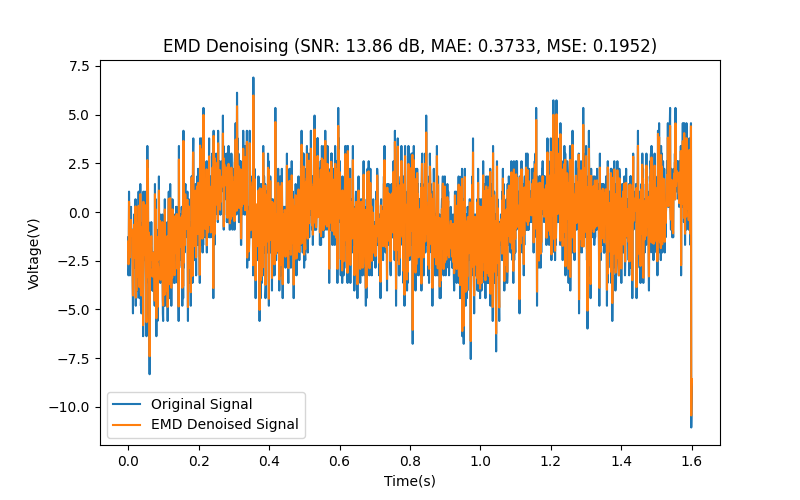 EMD Denoising (SNR: 13.86 dB, MAE: 0.3733, MSE: 0.1952)
7.5
5.0
2.5
0.0
−2.5
−5.0
−7.5
−10.0
Voltage(V)
Original Signal
EMD Denoised Signal
0.0 0.2 0.4 0.6 0.8 1.0 1.2 1.4 1.6
Time(s)